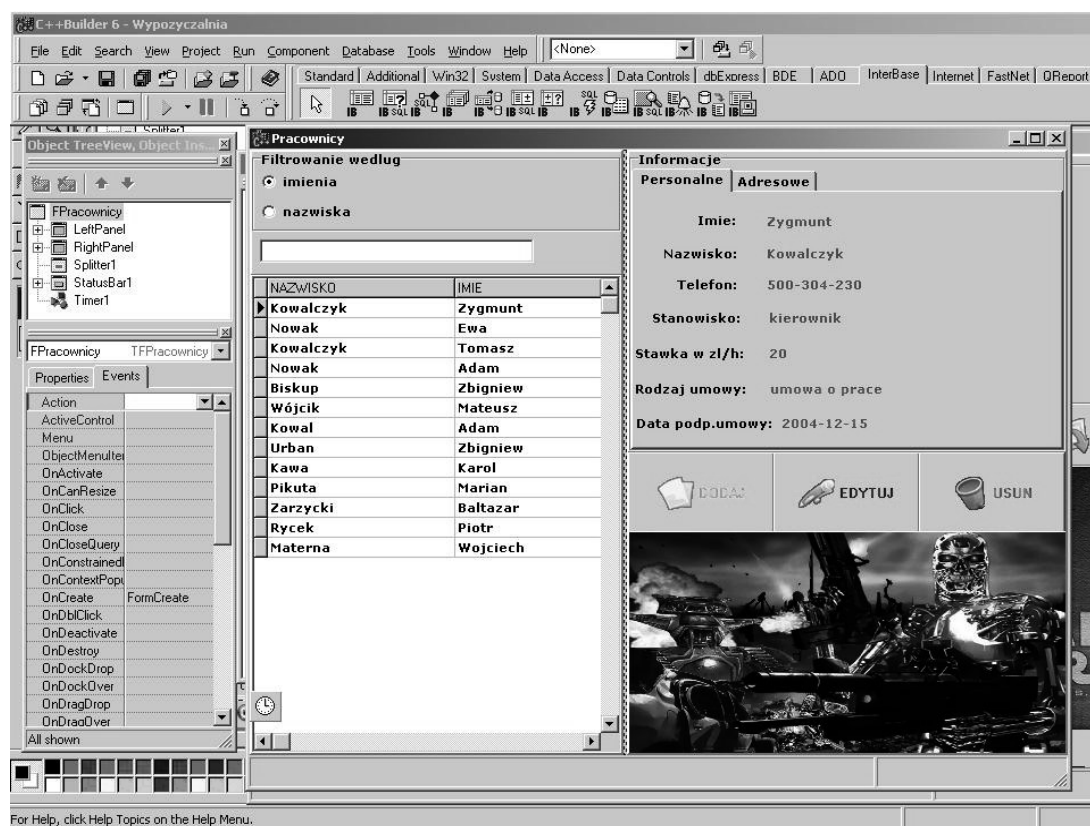 C++Builder 6 - Wypozyczalnia
File Edit Search View Project Run Component Database Tools Window Help <None>
Standard Additional Win32 System Data Access Data Controls dbExpress BDE ADO InterBase Internet FastNet QReport
Splitter1
Object TreeView, Object Ins...
FPracownicy
LeftPanel
RightPanel
Splitter1
StatusBar1
Timer1
FPracownicy TFPracownicy
Properties Events
Action
ActiveControl
Menu
ObjectMenuItem
OnActivate
OnCanResize
OnClick
OnClose
OnCloseQuery
OnConstrainedI
OnContextPopu
OnCreate FormCreate
OnDblClick
OnDeactivate
OnDestroy
OnDockDrop
OnDockOver
OnDragDrop
OnDragOver
All shown
Pracownicy
Filtrowanie wedlug
imienia
nazwiska
NAZWISKO IMIE
Kowalczyk Zygmunt
Nowak Ewa
Kowalczyk Tomasz
Nowak Adam
Biskup Zbigniew
Wójcik Mateusz
Kowal Adam
Urban Zbigniew
Kawa Karol
Pikuta Marian
Zarzycki Baltazar
Rycek Piotr
Materna Wojciech
Informacje
Personalne Adresowe
Imie: Zygmunt
Nazwisko: Kowalczyk
Telefon: 500-304-230
Stanowisko: kierownik
Stawka w zl/h: 20
Rodzaj umowy: umowa o prace
Data podp.umowy: 2004-12-15
DODAJ EDYTUJ USUN
For Help, click Help Topics on the Help Menu.